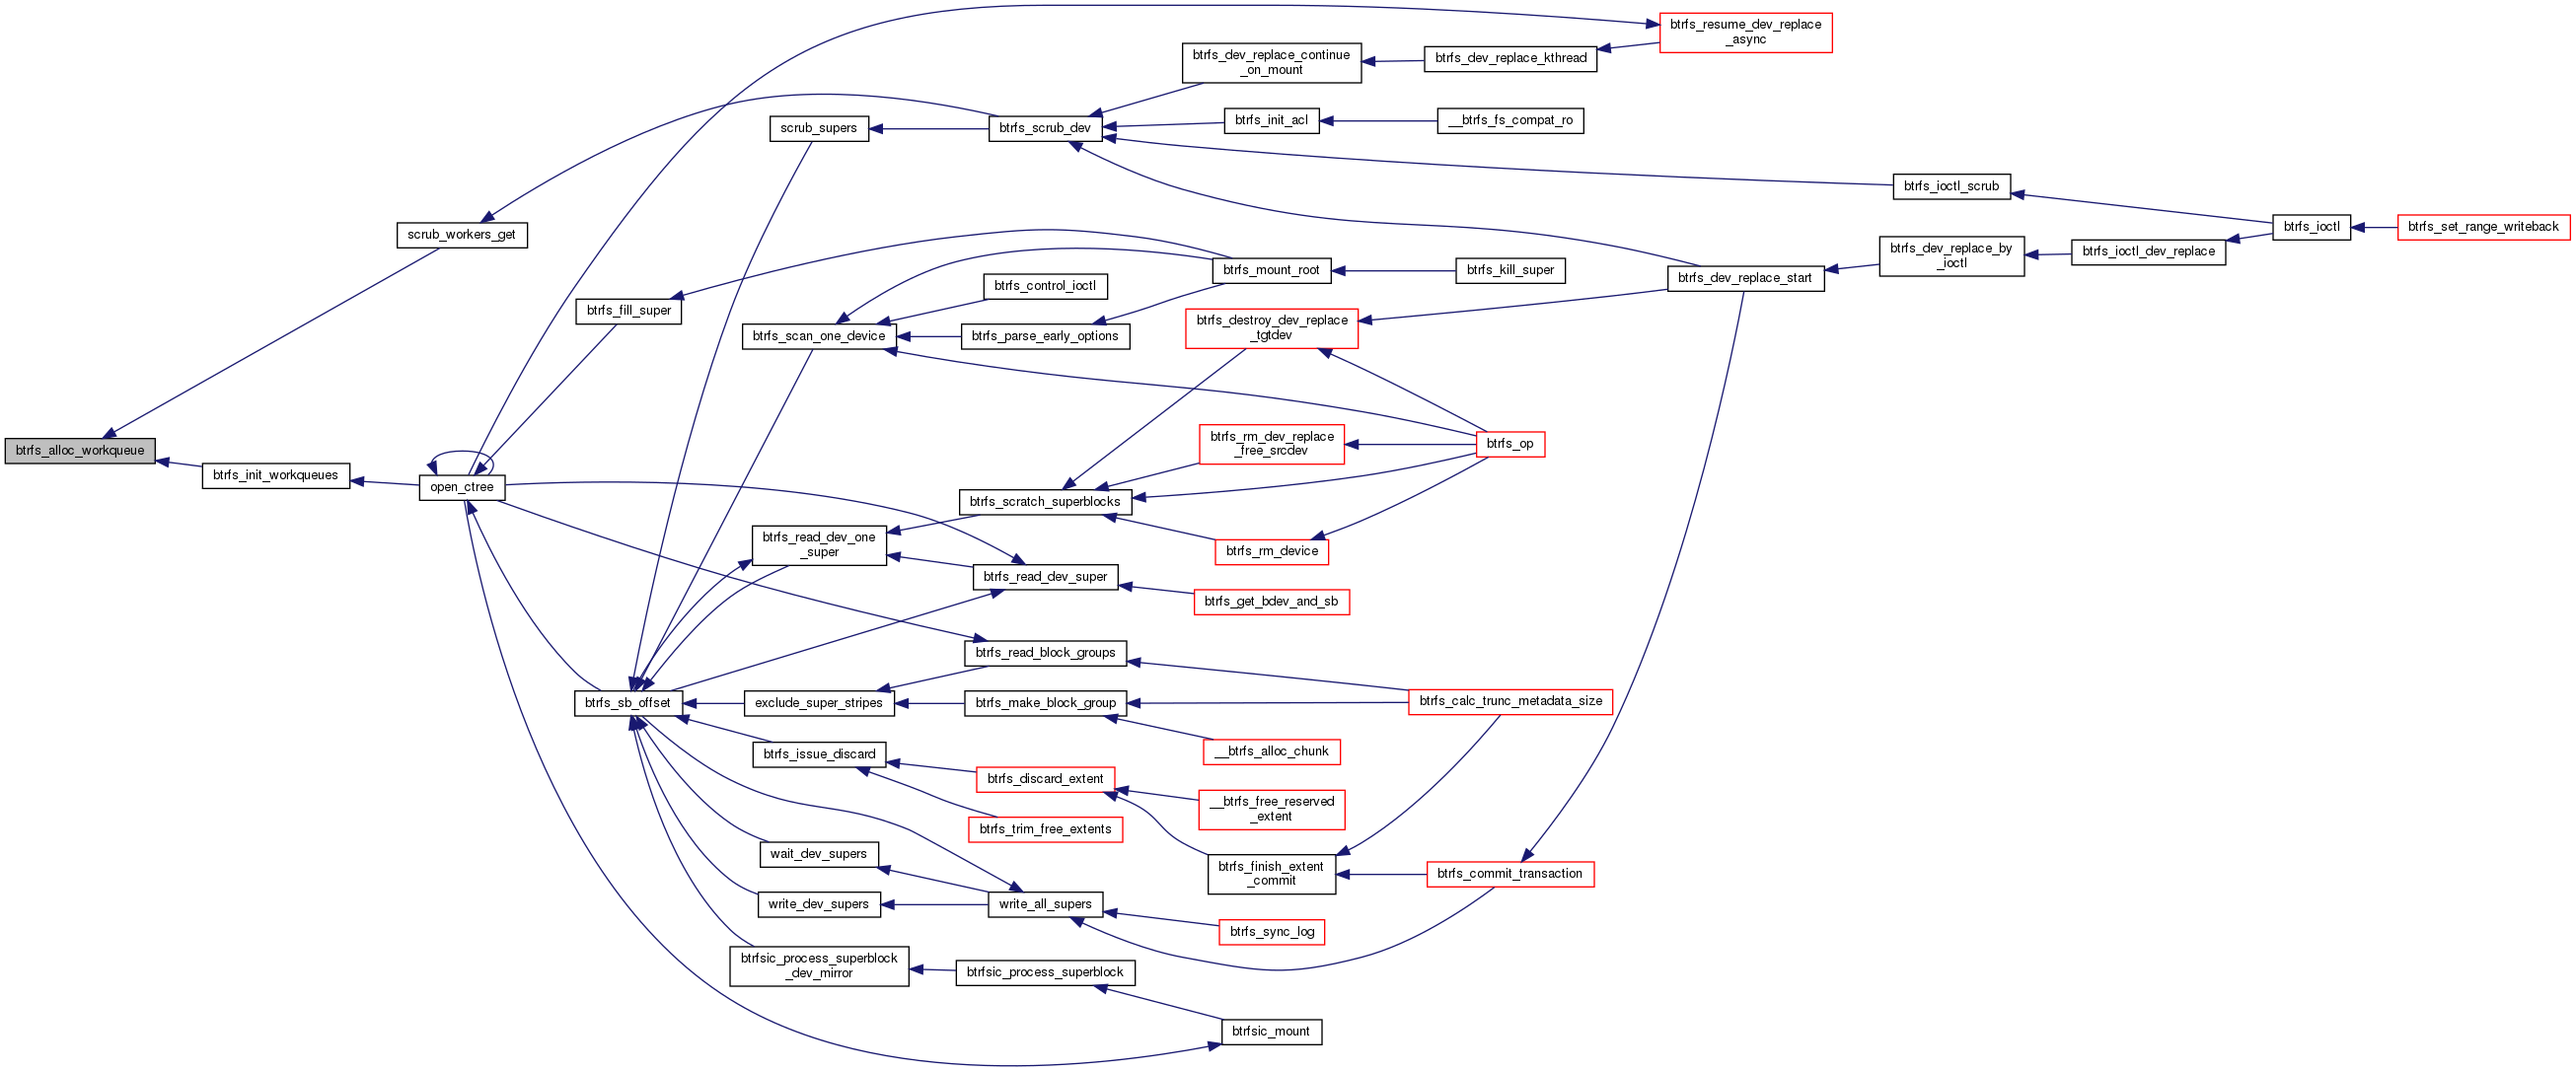 btrfs_resume_dev_replace
_async
btrfs_dev_replace_continue
_on_mount
btrfs_dev_replace_kthread
scrub_supers
btrfs_scrub_dev
btrfs_init_acl
__btrfs_fs_compat_ro
btrfs_ioctl_scrub
scrub_workers_get
btrfs_ioctl
btrfs_set_range_writeback
btrfs_dev_replace_by
_ioctl
btrfs_ioctl_dev_replace
btrfs_mount_root
btrfs_kill_super
btrfs_dev_replace_start
btrfs_control_ioctl
btrfs_fill_super
btrfs_scan_one_device
btrfs_parse_early_options
btrfs_destroy_dev_replace
_tgtdev
btrfs_alloc_workqueue
btrfs_rm_dev_replace
_free_srcdev
btrfs_op
btrfs_init_workqueues
open_ctree
btrfs_scratch_superblocks
btrfs_read_dev_one
_super
btrfs_rm_device
btrfs_read_dev_super
btrfs_get_bdev_and_sb
btrfs_read_block_groups
btrfs_sb_offset
exclude_super_stripes
btrfs_make_block_group
btrfs_calc_trunc_metadata_size
btrfs_issue_discard
__btrfs_alloc_chunk
btrfs_discard_extent
__btrfs_free_reserved
_extent
btrfs_trim_free_extents
wait_dev_supers
btrfs_finish_extent
_commit
btrfs_commit_transaction
write_dev_supers
write_all_supers
btrfs_sync_log
btrfsic_process_superblock
_dev_mirror
btrfsic_process_superblock
btrfsic_mount